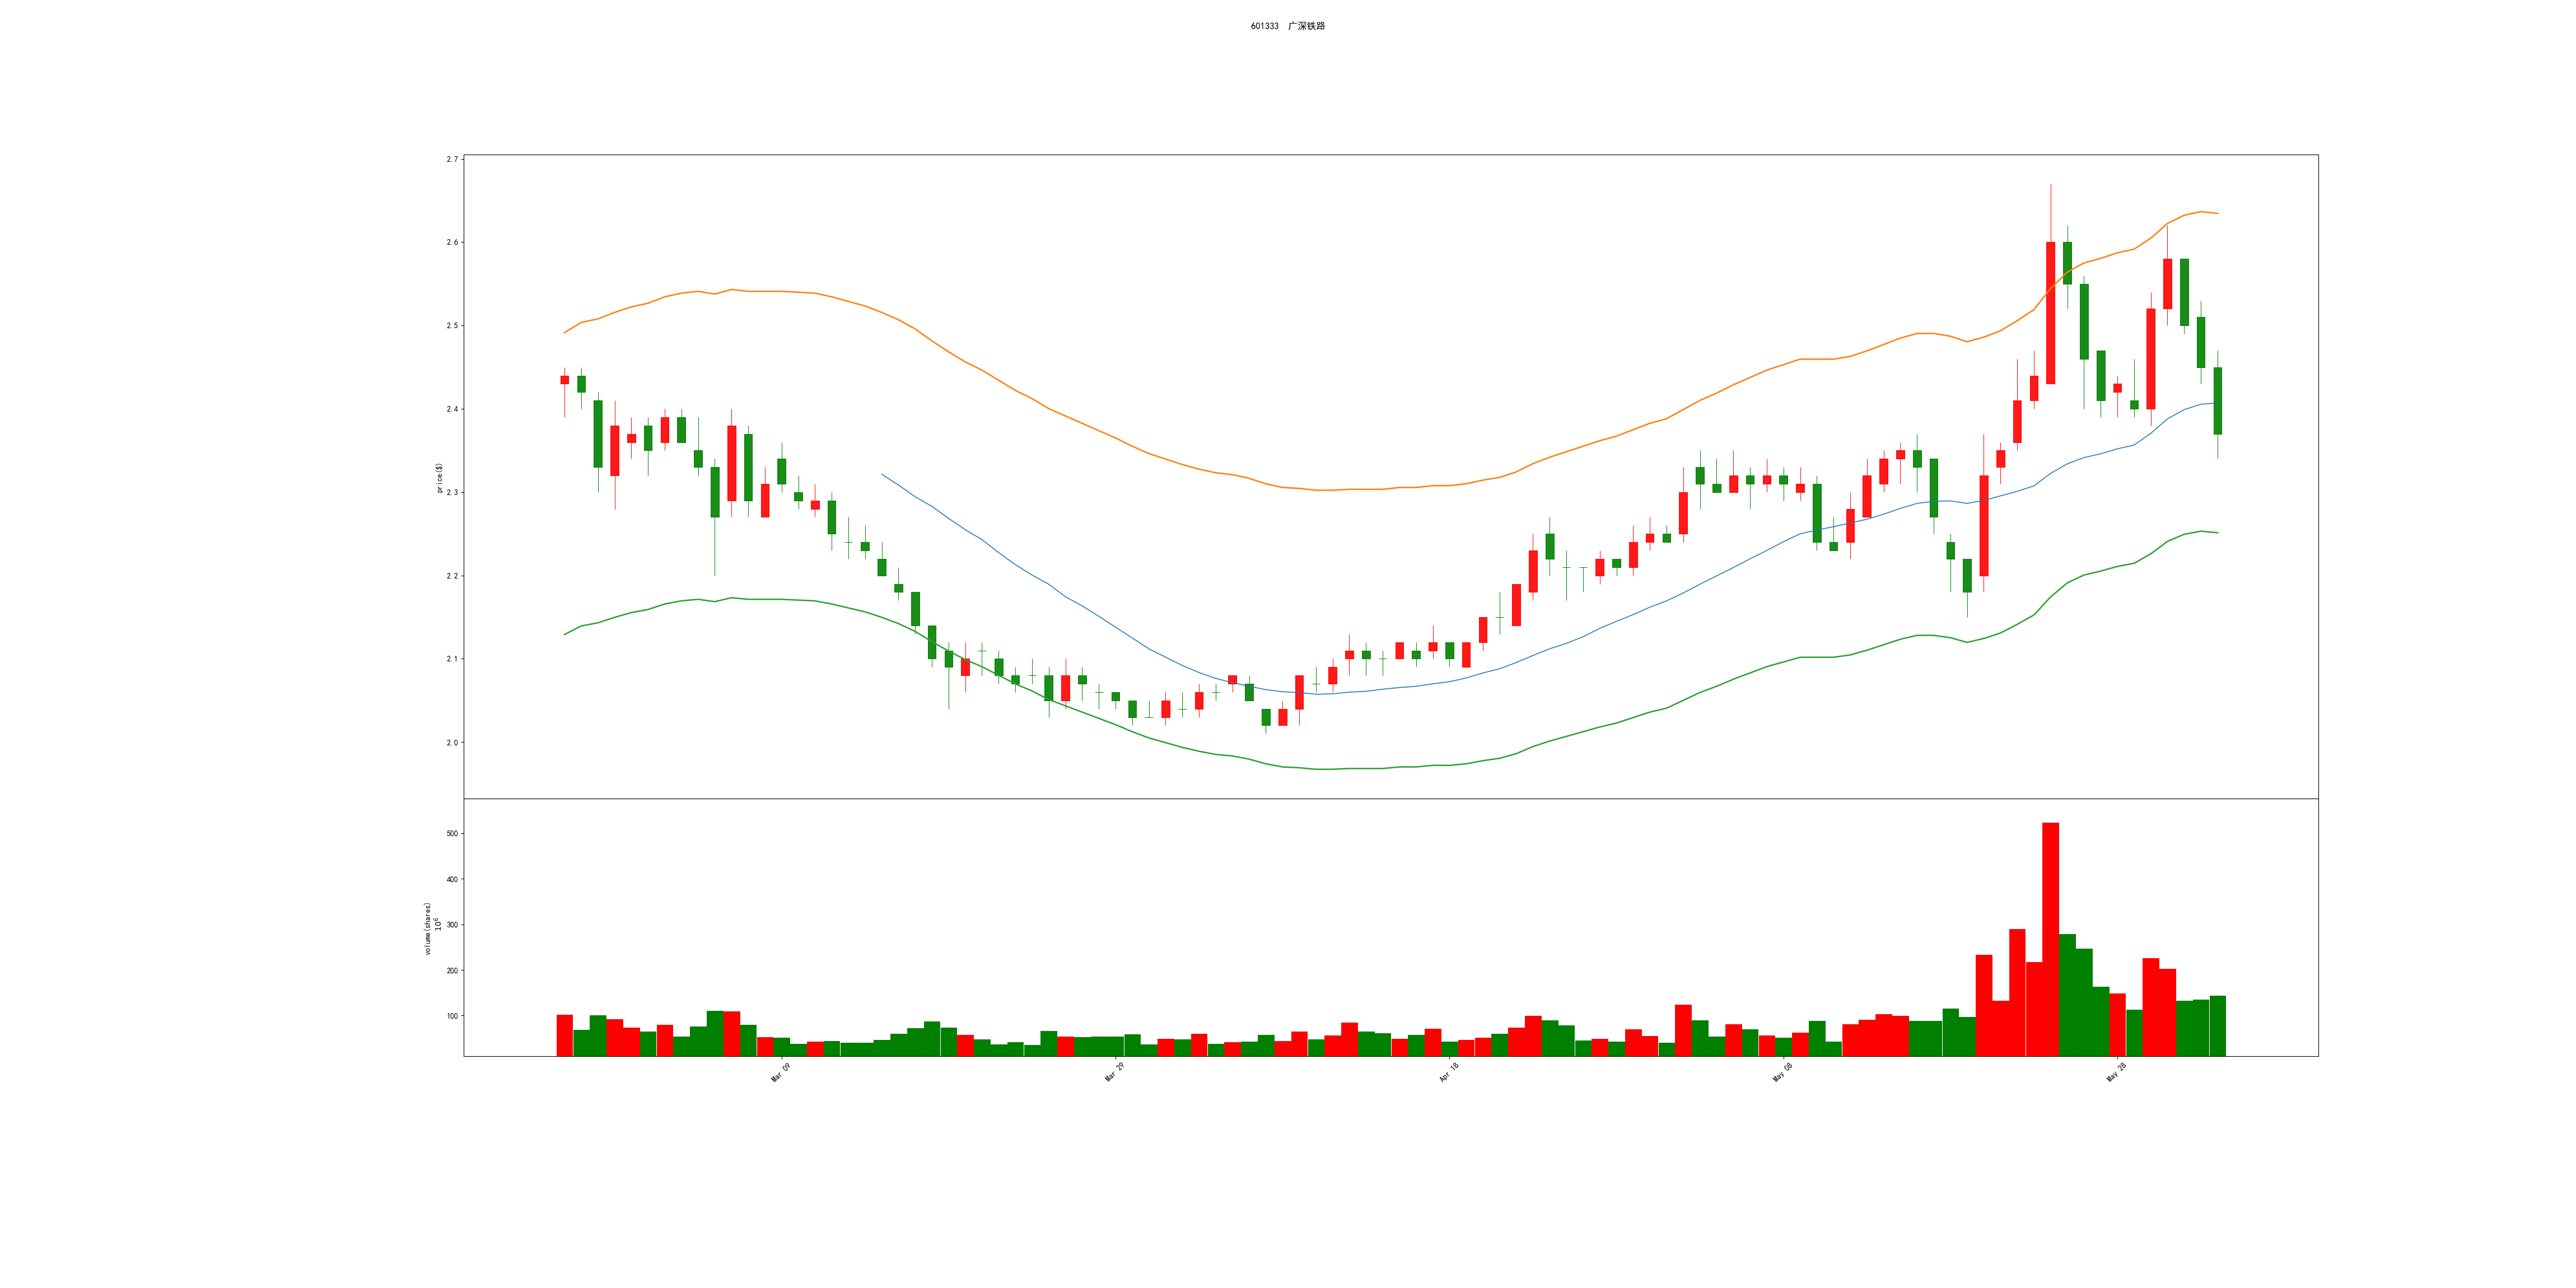 601333 广深铁路
2.7
2.6
2.5
2.4
2.3
2.2
2.1
2.0
price($)
500
400
300
200
100
volume(shares)
10^6
Mar 09
Mar 29
Apr 18
May 08
May 28